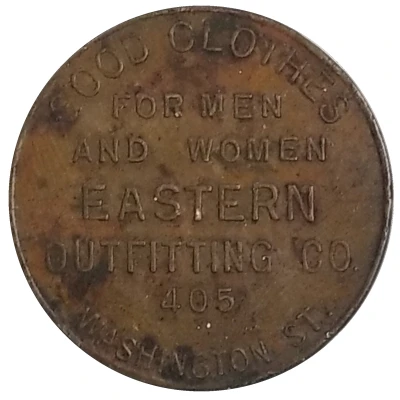 GOOD CLOTHES
FOR MEN
AND WOMEN
EASTERN
OUTFITTING CO.
405
WASHINGTON ST.